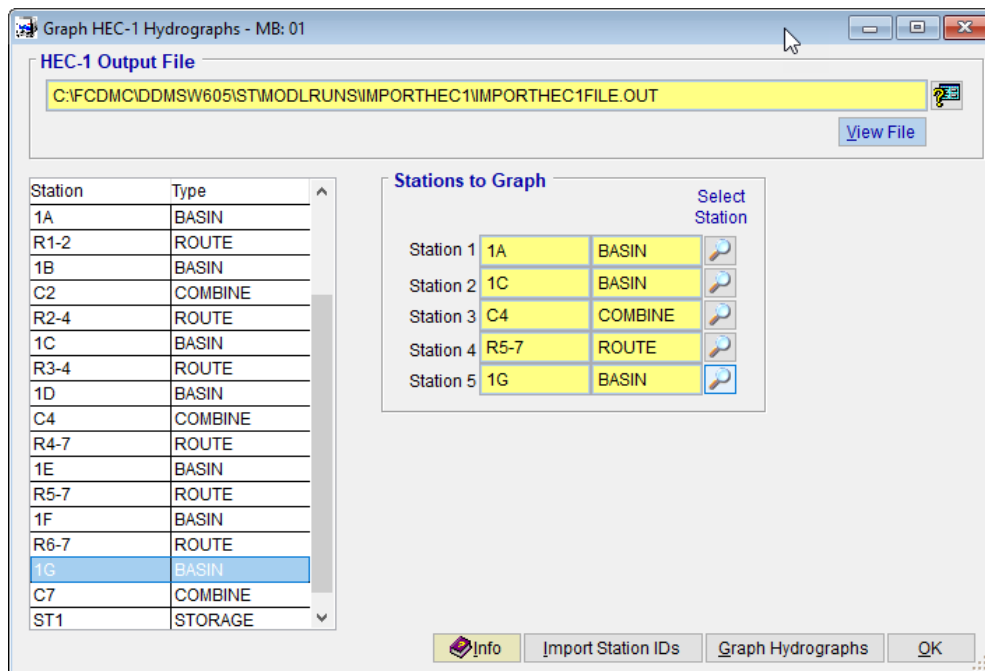 Graph HEC-1 Hydrographs - MB: 01
HEC-1 Output File
C:\FCDMC\DDMSW605\ST\MODLRUNS\IMPORTHEC1\IMPORTHEC1FILE.OUT
View File
Station Type
1A BASIN
R1-2 ROUTE
1B BASIN
C2 COMBINE
R2-4 ROUTE
1C BASIN
R3-4 ROUTE
1D BASIN
C4 COMBINE
R4-7 ROUTE
1E BASIN
R5-7 ROUTE
1F BASIN
R6-7 ROUTE
1G BASIN
C7 COMBINE
ST1 STORAGE
Stations to Graph
Select
Station
Station 1 1A BASIN
Station 2 1C BASIN
Station 3 C4 COMBINE
Station 4 R5-7 ROUTE
Station 5 1G BASIN
Info Import Station IDs Graph Hydrographs OK